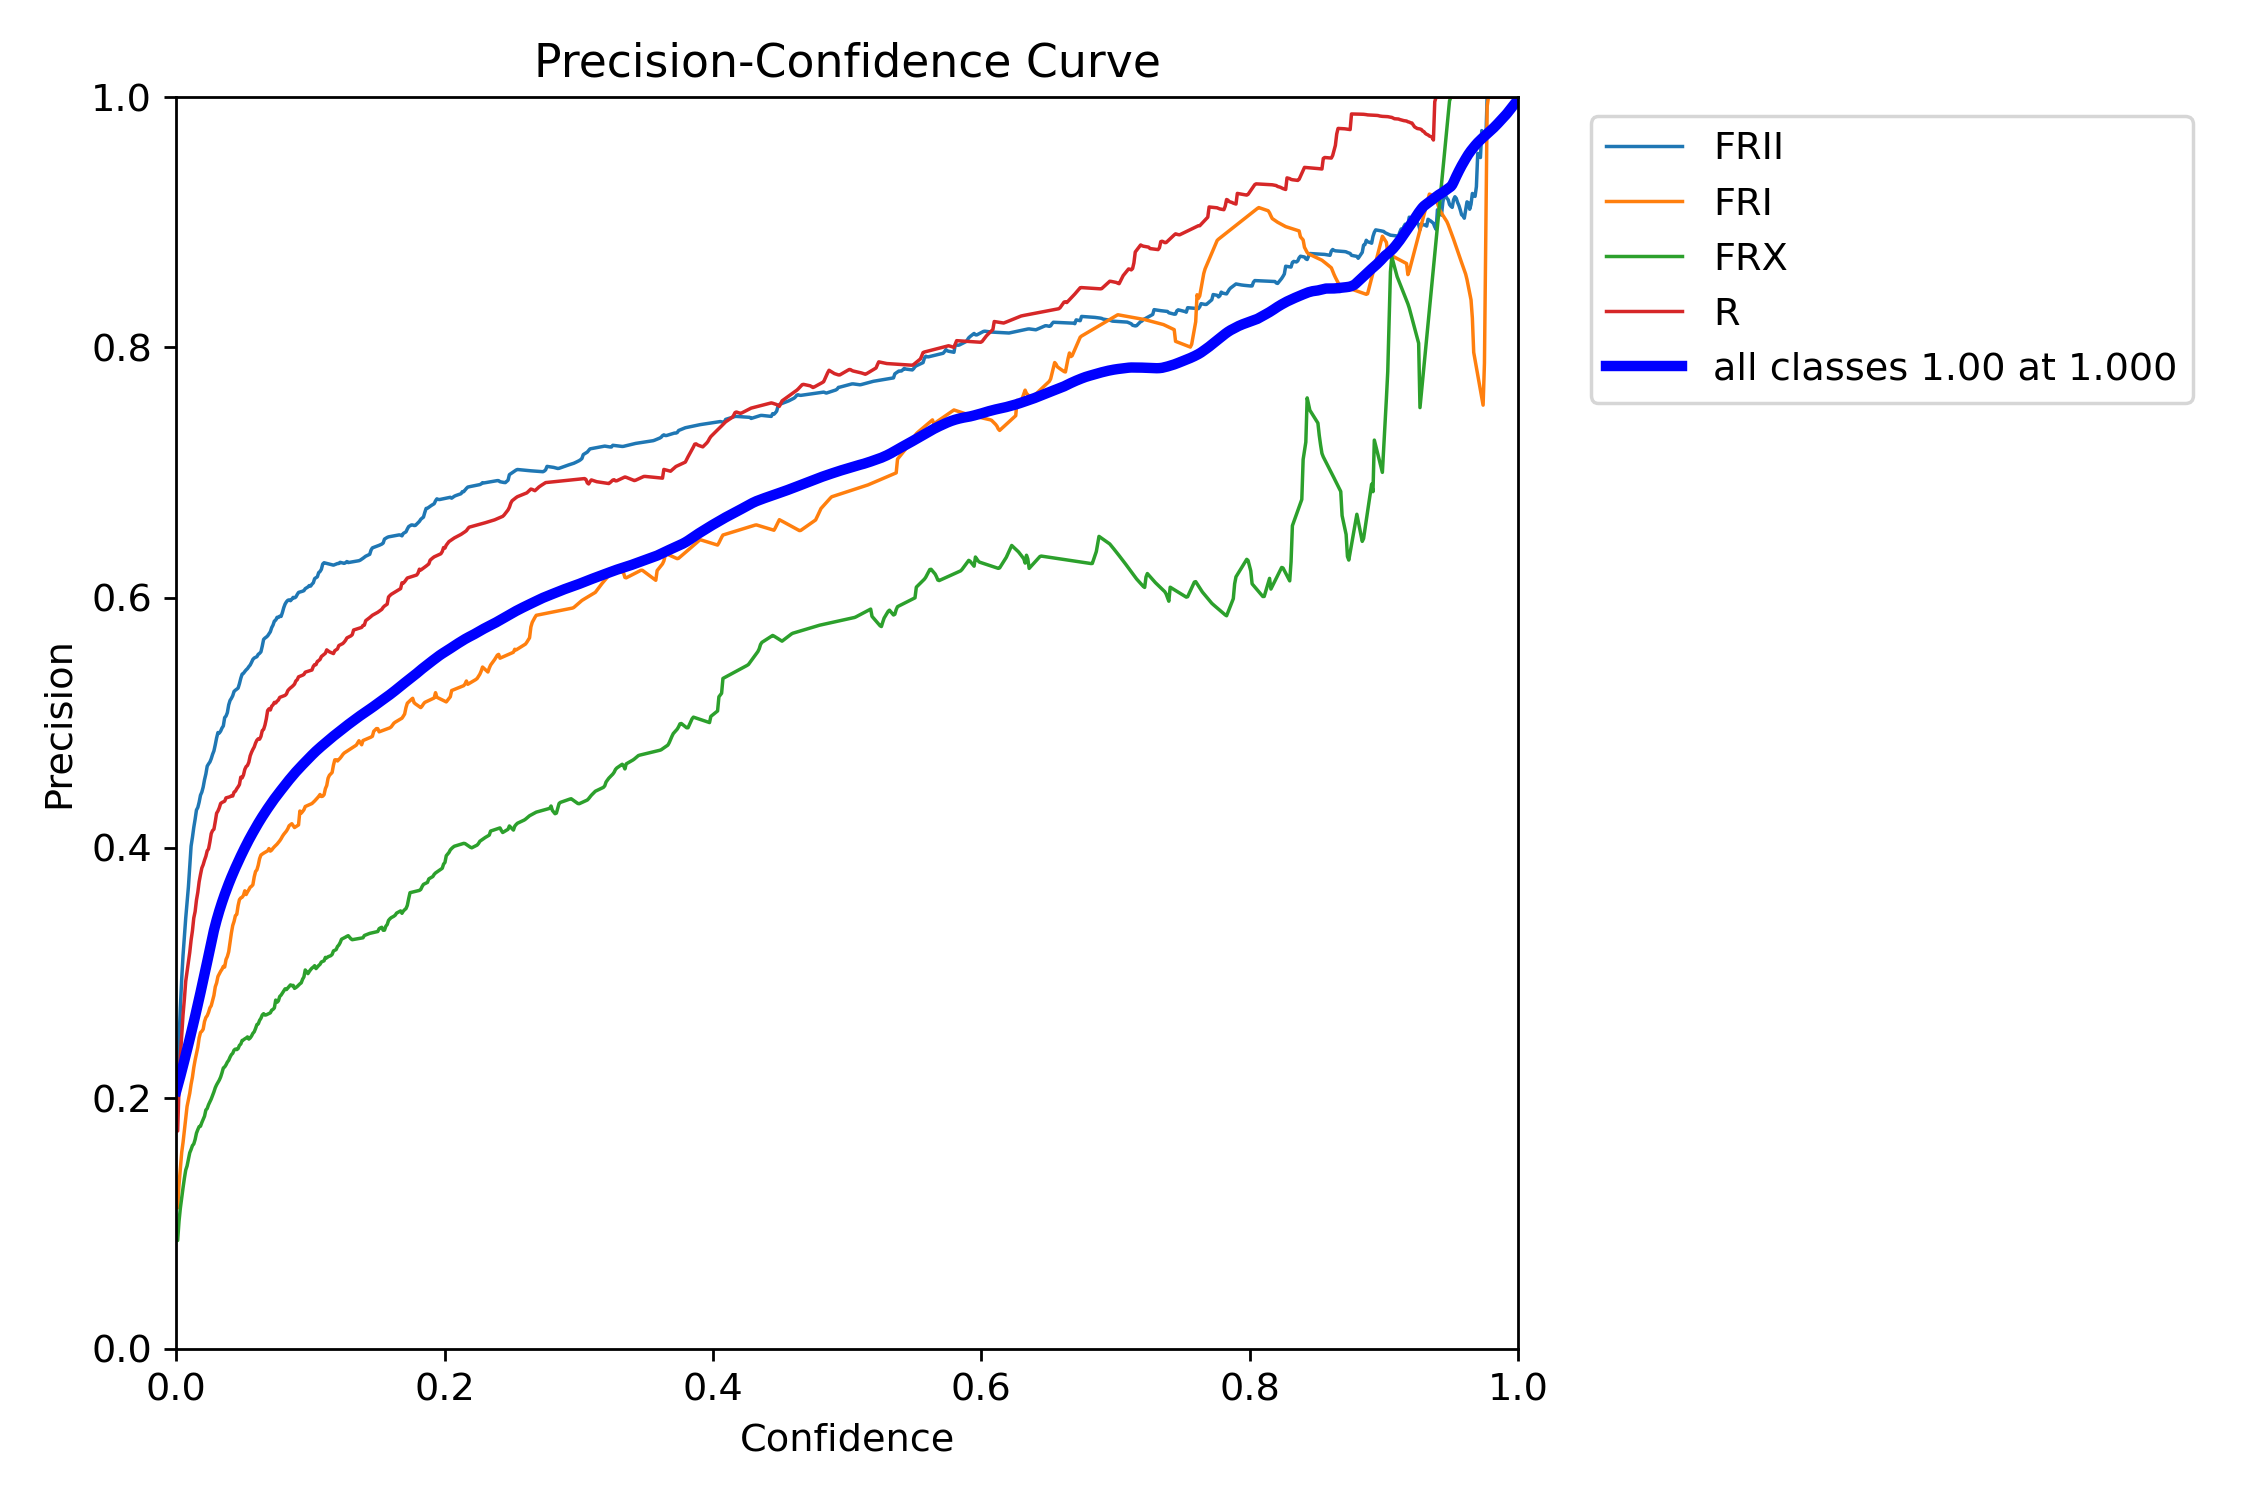 Precision-Confidence Curve
1.0
0.8
0.6
0.4
0.2
0.0
Precision
0.0 0.2 0.4 0.6 0.8 1.0
Confidence
FRII
FRI
FRX
R
all classes 1.00 at 1.000